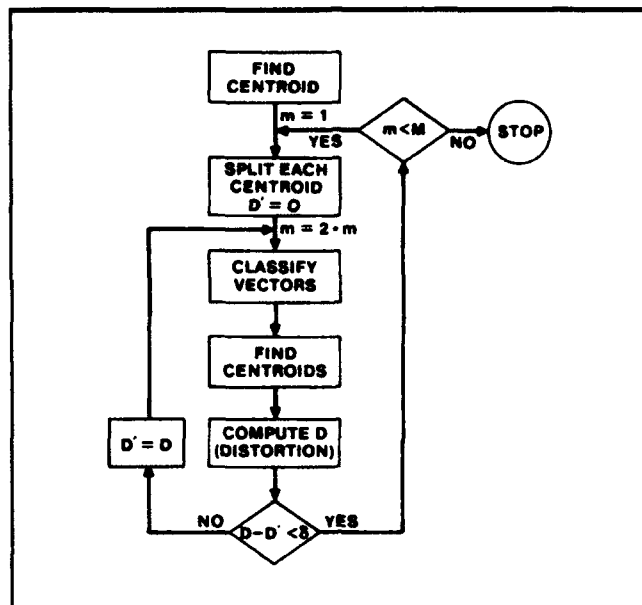 FIND
CENTROID
m = 1
YES
m<M
NO
STOP
SPLIT EACH
CENTROID
D' = O
m = 2 • m
CLASSIFY
VECTORS
FIND
CENTROIDS
COMPUTE D
(DISTORTION)
D' = D
NO
D-D' <δ
YES